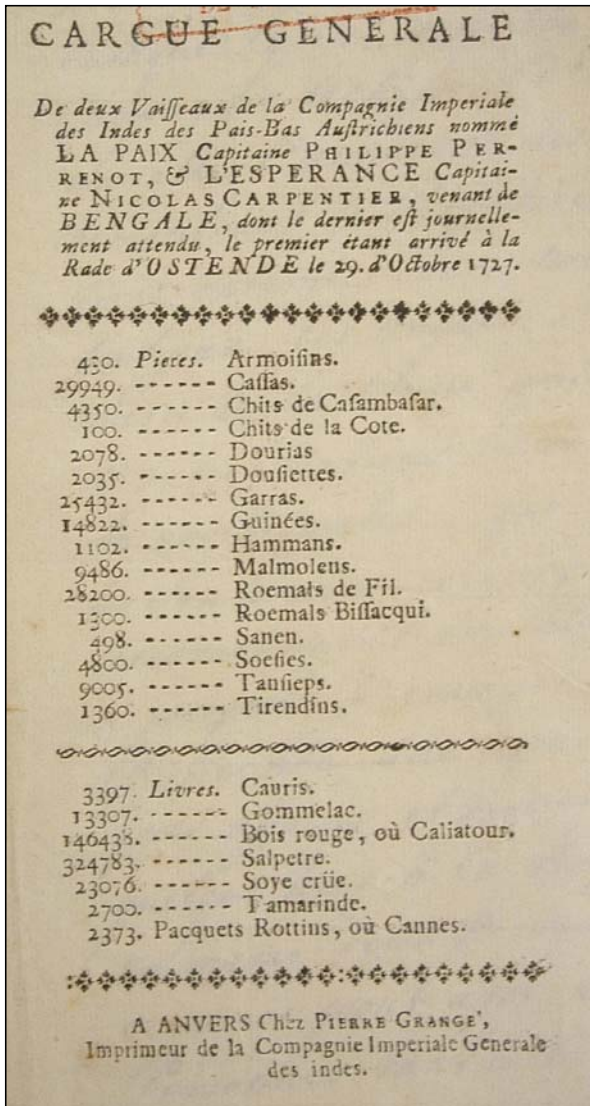 CARGUE GENERALE
De deux Vaisſeaux de la Compagnie Imperiale
des Indes des Païs-Bas Auſtrichiens nommé
LA PAIX Capitaine PHILIPPE PER-
RENOT, & L'ESPERANCE Capitai-
ne NICOLAS CARPENTIER, venant de
BENGALE, dont le dernier eſt journelle-
ment attendu, le premier étant arrivé à la
Rade d'OSTENDE le 29. d'Octobre 1727.
430. Pieces. Armoiſins.
29949. ------ Caſſas.
4350. ------ Chits de Caſambaſar.
100. ------ Chits de la Cote.
2078. ------ Dourias
2035. ------ Douſiettes.
25432. ------ Garras.
14822. ------ Guinées.
1102. ------ Hammans.
9486. ------ Malmolens.
28200. ------ Roemals de Fil.
1300. ------ Roemals Biſſacqui.
498. ------ Sanen.
4800. ------ Soeſies.
9005. ------ Tanſieps.
1360. ------ Tirendins.
3397. Livres. Cauris.
13307. ------ Gommelac.
146438. ------ Bois rouge, où Caliatour.
324783. ------ Salpetre.
23076. ------ Soye crüe.
2700. ------ Tamarinde.
2373. Pacquets Rottins, où Cannes.
A ANVERS Chez PIERRE GRANGE',
Imprimeur de la Compagnie Imperiale Generale
des indes.